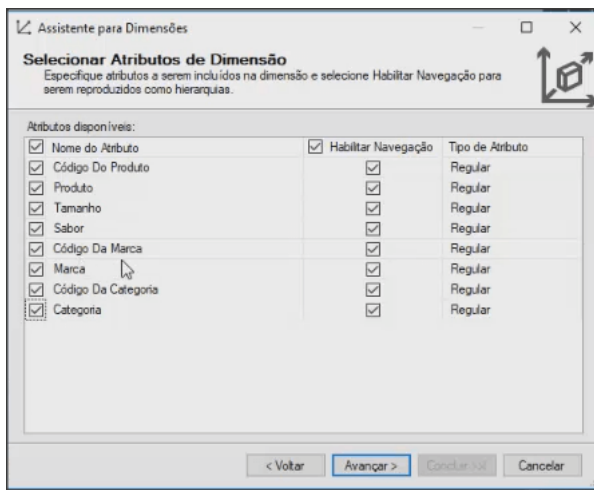 Assistente para Dimensões
Selecionar Atributos de Dimensão
Especifique atributos a serem incluídos na dimensão e selecione Habilitar Navegação para
serem reproduzidos como hierarquias.
Atributos disponíveis:
Nome do Atributo Habilitar Navegação Tipo de Atributo
Código Do Produto Regular
Produto Regular
Tamanho Regular
Sabor Regular
Código Da Marca Regular
Marca Regular
Código Da Categoria Regular
Categoria Regular
< Voltar Avançar > Concluir >>| Cancelar